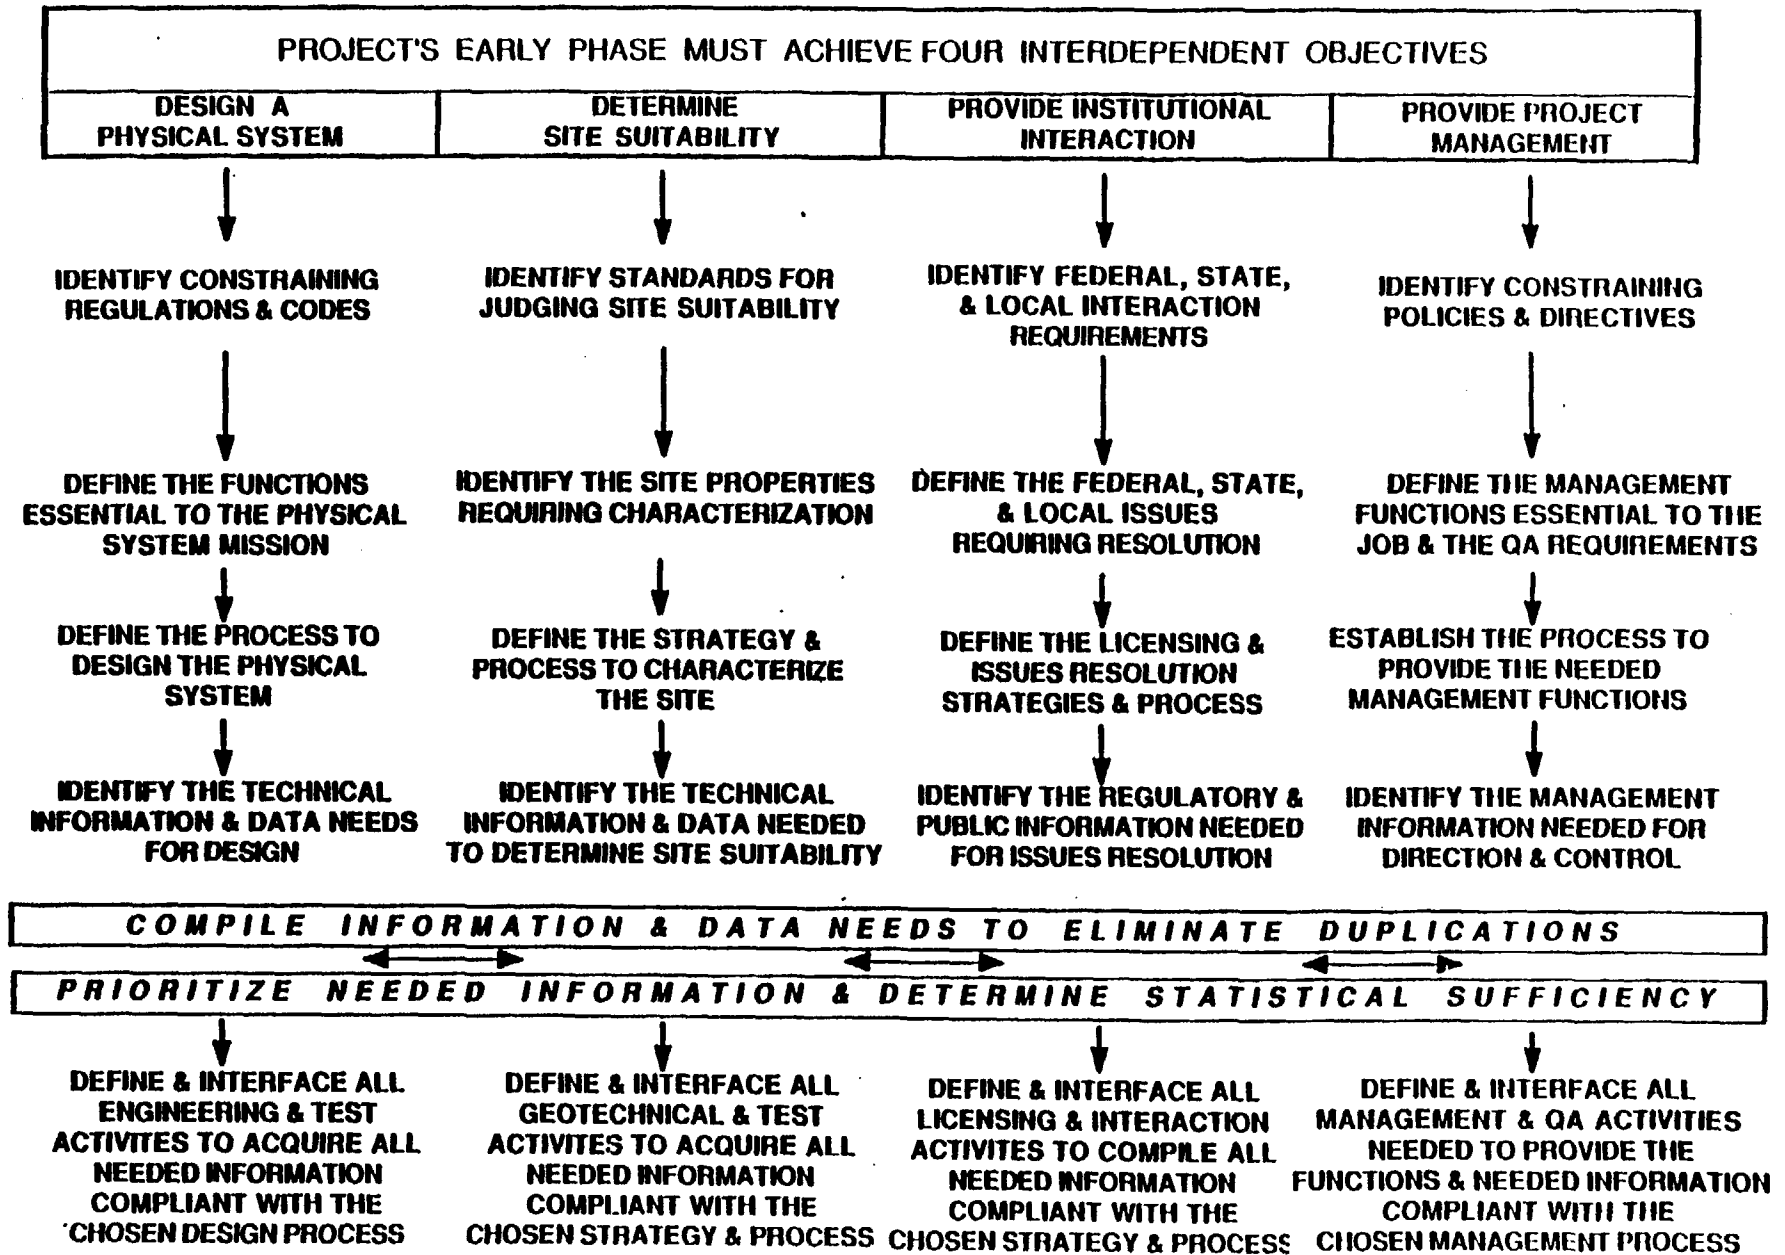 PROJECT'S EARLY PHASE MUST ACHIEVE FOUR INTERDEPENDENT OBJECTIVES
DESIGN A
PHYSICAL SYSTEM
DETERMINE
SITE SUITABILITY
PROVIDE INSTITUTIONAL
INTERACTION
PROVIDE PROJECT
MANAGEMENT
IDENTIFY CONSTRAINING
REGULATIONS & CODES
IDENTIFY STANDARDS FOR
JUDGING SITE SUITABILITY
IDENTIFY FEDERAL, STATE,
& LOCAL INTERACTION
REQUIREMENTS
IDENTIFY CONSTRAINING
POLICIES & DIRECTIVES
DEFINE THE FUNCTIONS
ESSENTIAL TO THE PHYSICAL
SYSTEM MISSION
IDENTIFY THE SITE PROPERTIES
REQUIRING CHARACTERIZATION
DEFINE THE FEDERAL, STATE,
& LOCAL ISSUES
REQUIRING RESOLUTION
DEFINE THE MANAGEMENT
FUNCTIONS ESSENTIAL TO THE
JOB & THE QA REQUIREMENTS
DEFINE THE PROCESS TO
DESIGN THE PHYSICAL
SYSTEM
DEFINE THE STRATEGY &
PROCESS TO CHARACTERIZE
THE SITE
DEFINE THE LICENSING &
ISSUES RESOLUTION
STRATEGIES & PROCESS
ESTABLISH THE PROCESS TO
PROVIDE THE NEEDED
MANAGEMENT FUNCTIONS
IDENTIFY THE TECHNICAL
INFORMATION & DATA NEEDS
FOR DESIGN
IDENTIFY THE TECHNICAL
INFORMATION & DATA NEEDED
TO DETERMINE SITE SUITABILITY
IDENTIFY THE REGULATORY &
PUBLIC INFORMATION NEEDED
FOR ISSUES RESOLUTION
IDENTIFY THE MANAGEMENT
INFORMATION NEEDED FOR
DIRECTION & CONTROL
COMPILE INFORMATION & DATA NEEDS TO ELIMINATE DUPLICATIONS
PRIORITIZE NEEDED INFORMATION & DETERMINE STATISTICAL SUFFICIENCY
DEFINE & INTERFACE ALL
ENGINEERING & TEST
ACTIVITES TO ACQUIRE ALL
NEEDED INFORMATION
COMPLIANT WITH THE
CHOSEN DESIGN PROCESS
DEFINE & INTERFACE ALL
GEOTECHNICAL & TEST
ACTIVITES TO ACQUIRE ALL
NEEDED INFORMATION
COMPLIANT WITH THE
CHOSEN STRATEGY & PROCESS
DEFINE & INTERFACE ALL
LICENSING & INTERACTION
ACTIVITES TO COMPILE ALL
NEEDED INFORMATION
COMPLIANT WITH THE
CHOSEN STRATEGY & PROCESS
DEFINE & INTERFACE ALL
MANAGEMENT & QA ACTIVITIES
NEEDED TO PROVIDE THE
FUNCTIONS & NEEDED INFORMATION
COMPLIANT WITH THE
CHOSEN MANAGEMENT PROCESS